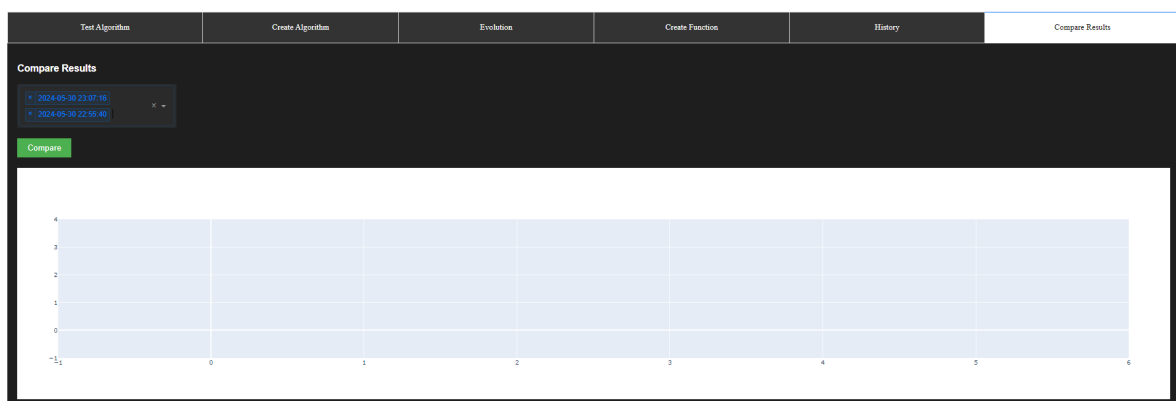 Test Algorithm
Create Algorithm
Evolution
Create Function
History
Compare Results
Compare Results
× 2024-05-30 23:07:16
× 2024-05-30 22:55:40
×
Compare
4
3
2
1
0
−1
−1 0 1 2 3 4 5 6